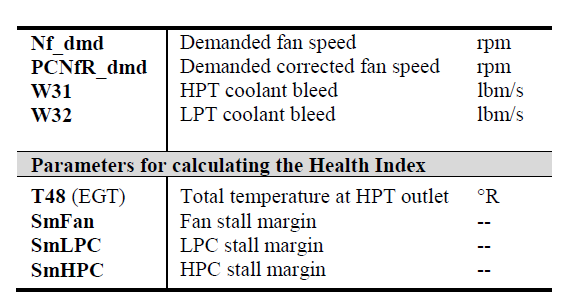 Nf_dmd Demanded fan speed rpm
PCNfR_dmd Demanded corrected fan speed rpm
W31 HPT coolant bleed lbm/s
W32 LPT coolant bleed lbm/s
Parameters for calculating the Health Index
T48 (EGT) Total temperature at HPT outlet °R
SmFan Fan stall margin --
SmLPC LPC stall margin --
SmHPC HPC stall margin --